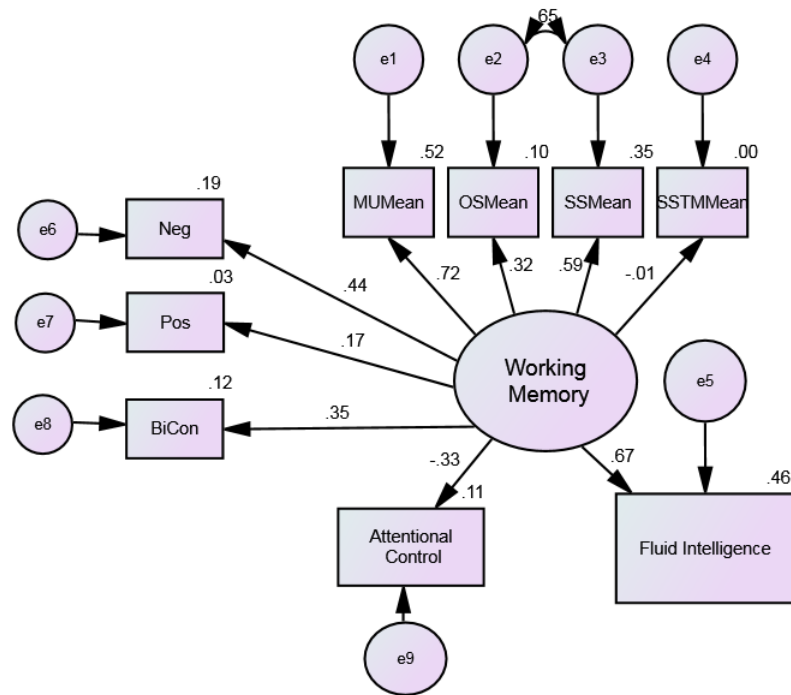 .65
e1
e2
e3
e4
.52
.10
.35
.00
MUMean
OSMean
SSMean
SSTMMean
.19
e6
Neg
.03
e7
Pos
.12
e8
BiCon
.44
.17
.35
.72
.32
.59
-.01
Working
Memory
e5
-.33
.11
.67
.46
Attentional
Control
Fluid Intelligence
e9